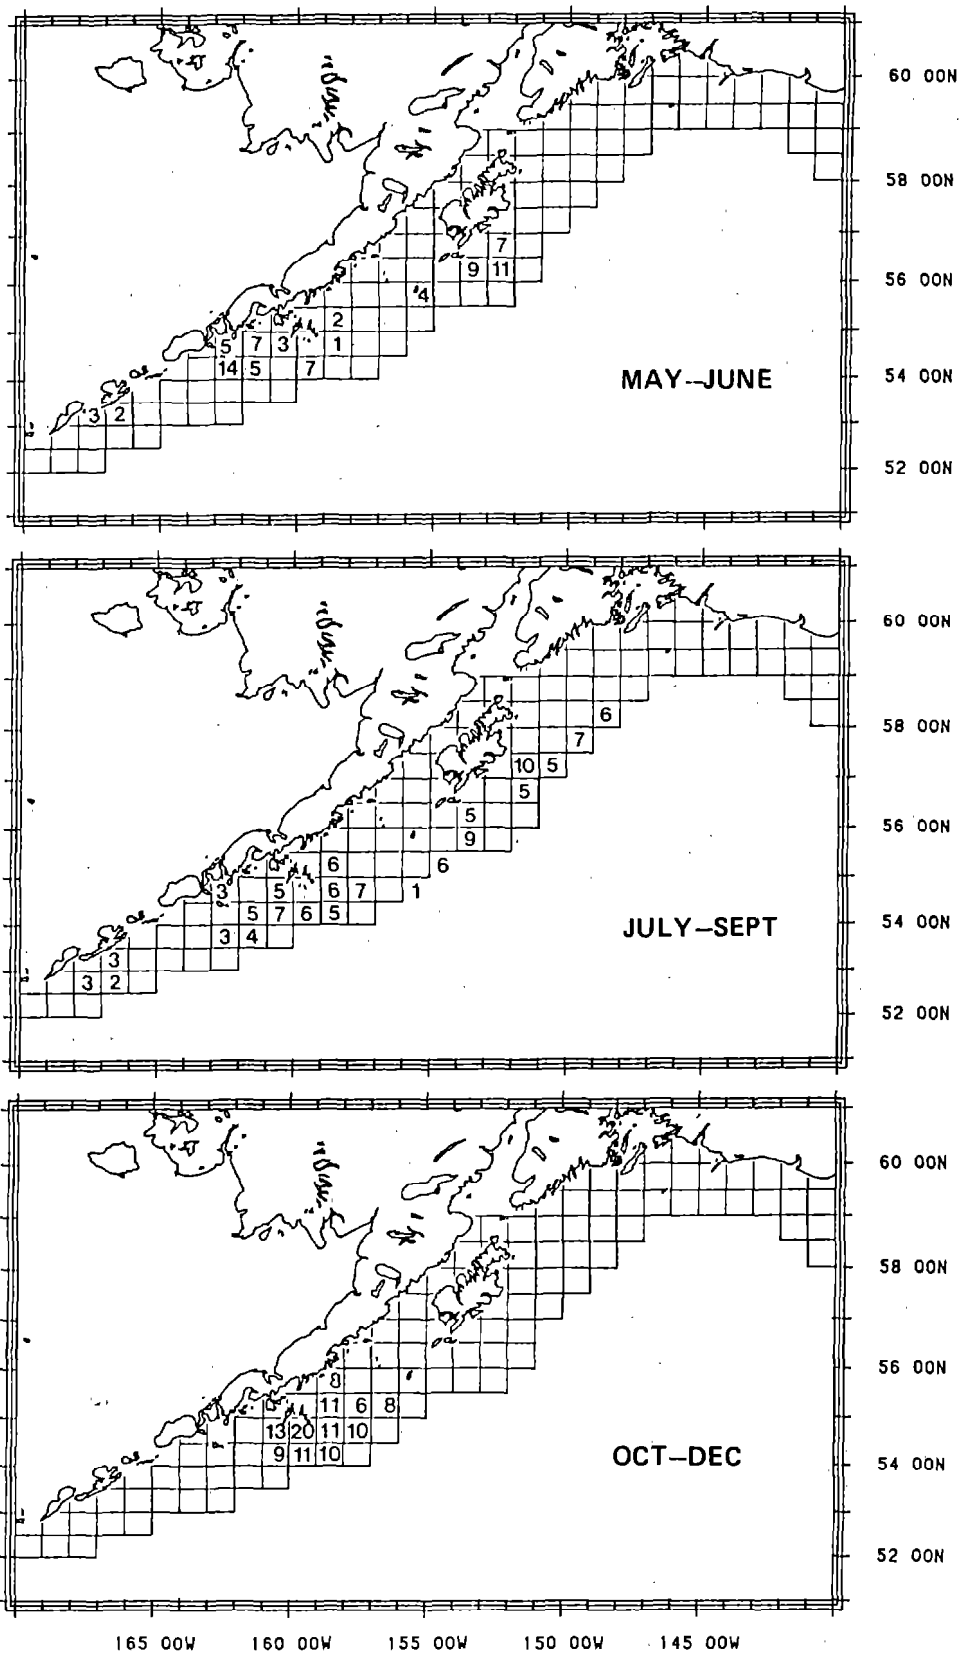 60 00N
58 00N
7
9 11
56 00N
4
2
5 7 3 1
14 5 7
54 00N
MAY--JUNE
3 2
52 00N
60 00N
6
58 00N
7
10 5
5
5
56 00N
9
6 6
3 5 6 7 1
5 7 6 5
54 00N
JULY--SEPT
3 4
3
3 2
52 00N
60 00N
58 00N
56 00N
8
11 6 8
13 20 11 10
9 11 10
54 00N
OCT--DEC
52 00N
165 00W 160 00W 155 00W 150 00W 145 00W